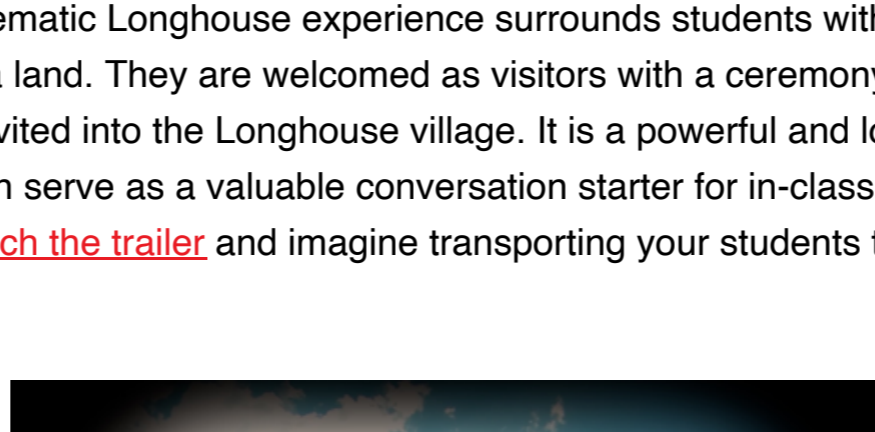 ematic Longhouse experience surrounds students with
land. They are welcomed as visitors with a ceremony
vited into the Longhouse village. It is a powerful and lo
n serve as a valuable conversation starter for in-class
ch the trailer and imagine transporting your students t